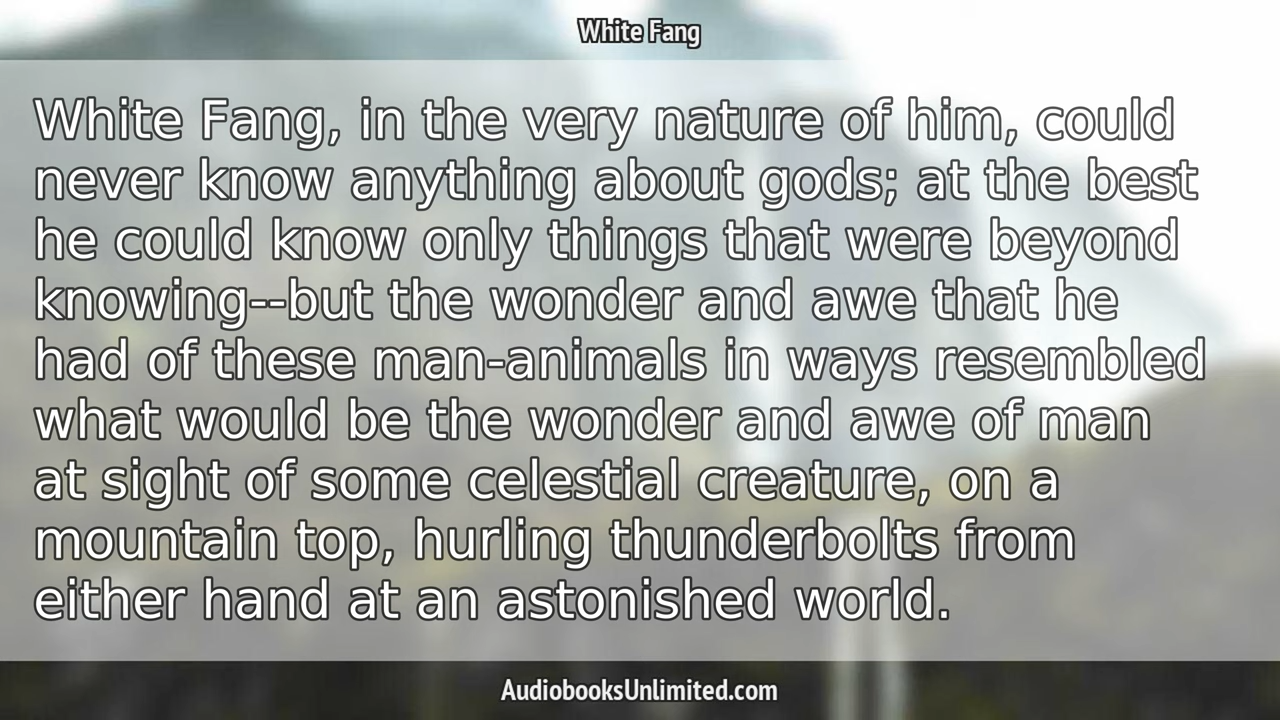 White Fang
White Fang, in the very nature of him, could
never know anything about gods; at the best
he could know only things that were beyond
knowing--but the wonder and awe that he
had of these man-animals in ways resembled
what would be the wonder and awe of man
at sight of some celestial creature, on a
mountain top, hurling thunderbolts from
either hand at an astonished world.
AudiobooksUnlimited.com